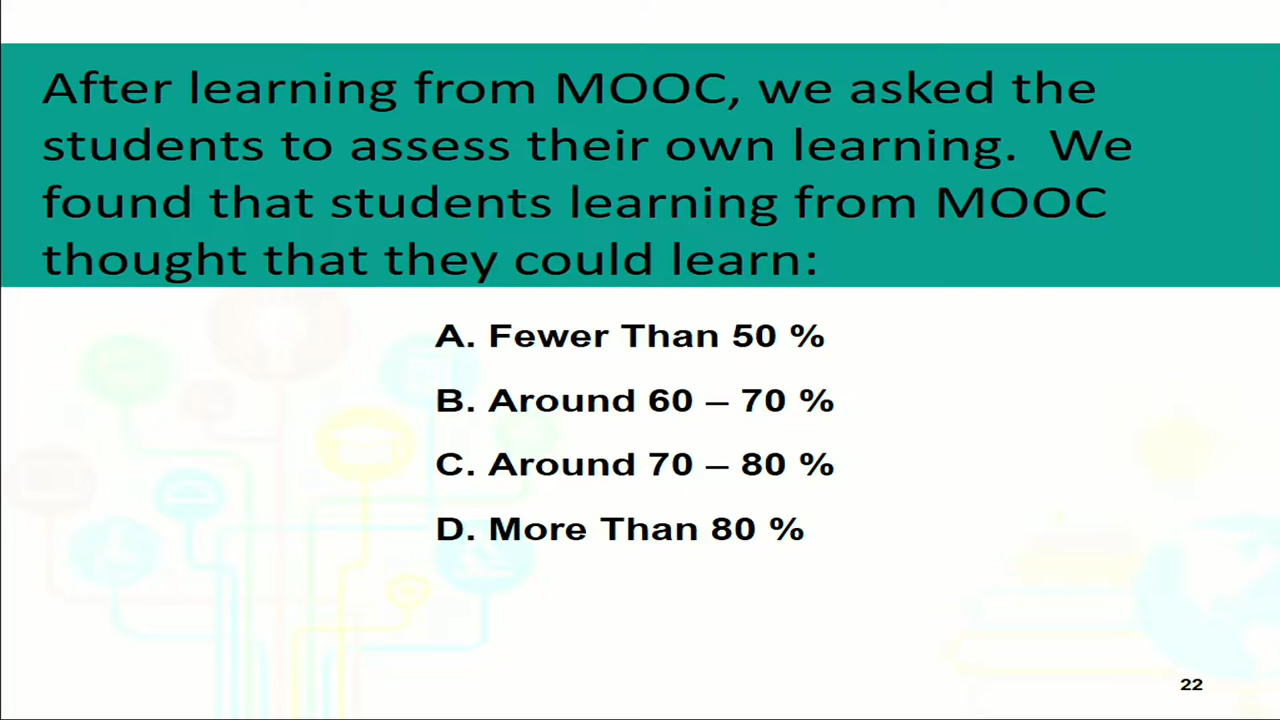 After learning from MOOC, we asked the
students to assess their own learning.  We
found that students learning from MOOC
thought that they could learn:
A. Fewer Than 50 %
B. Around 60 – 70 %
C. Around 70 – 80 %
D. More Than 80 %
22